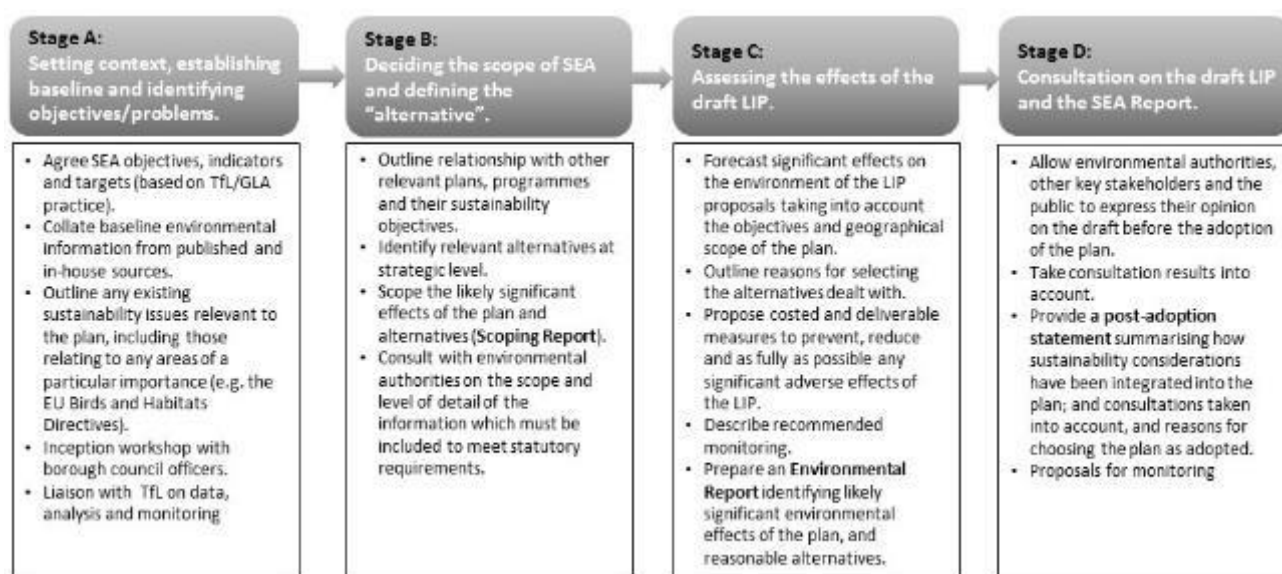 Stage A:
Setting context, establishing
baseline and identifying
objectives/problems.
• Agree SEA objectives, indicators
and targets (based on TfL/GLA
practice).
• Collate baseline environmental
information from published and
in-house sources.
• Outline any existing
sustainability issues relevant to
the plan, including those
relating to any areas of a
particular importance (e.g. the
EU Birds and Habitats
Directives).
• Inception workshop with
borough council officers.
• Liaison with TfL on data,
analysis and monitoring
Stage B:
Deciding the scope of SEA
and defining the
“alternative”.
• Outline relationship with other
relevant plans, programmes
and their sustainability
objectives.
• Identify relevant alternatives at
strategic level.
• Scope the likely significant
effects of the plan and
alternatives (Scoping Report).
• Consult with environmental
authorities on the scope and
level of detail of the
information which must be
included to meet statutory
requirements.
Stage C:
Assessing the effects of the
draft LIP.
• Forecast significant effects on
the environment of the LIP
proposals taking into account
the objectives and geographical
scope of the plan.
• Outline reasons for selecting
the alternatives dealt with.
• Propose costed and deliverable
measures to prevent, reduce
and as fully as possible any
significant adverse effects of
the LIP.
• Describe recommended
monitoring.
• Prepare an Environmental
Report identifying likely
significant environmental
effects of the plan, and
reasonable alternatives.
Stage D:
Consultation on the draft LIP
and the SEA Report.
• Allow environmental authorities,
other key stakeholders and the
public to express their opinion
on the draft before the adoption
of the plan.
• Take consultation results into
account.
• Provide a post-adoption
statement summarising how
sustainability considerations
have been integrated into the
plan; and consultations taken
into account, and reasons for
choosing the plan as adopted.
• Proposals for monitoring